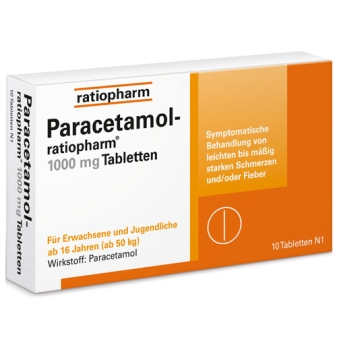 ratiopharm
Paracetamol-
ratiopharm®
1000 mg Tabletten
Für Erwachsene und Jugendliche
ab 16 Jahren (ab 50 kg)
Wirkstoff: Paracetamol
Symptomatische
Behandlung von
leichten bis mäßig
starken Schmerzen
und/oder Fieber
10 Tabletten N1
Paracetamol-
ratiopharm® 1000 mg Tabletten
10 Tabletten N1